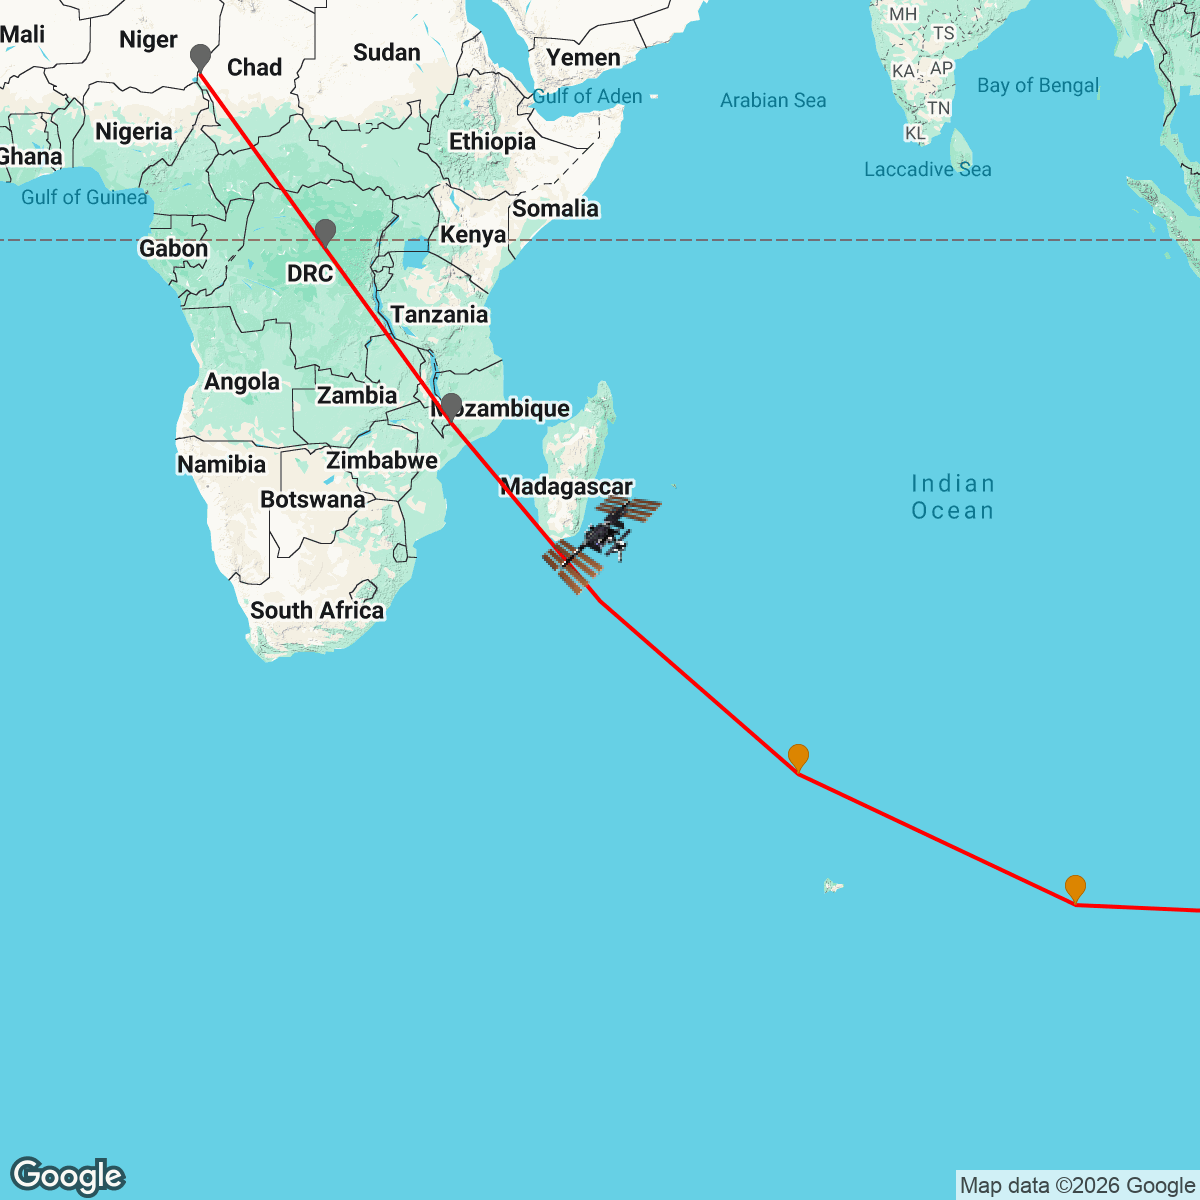 MH
Mali
Niger
TS
Sudan
Yemen
Chad
KA
AP
Bay of Bengal
Gulf of Aden
Arabian Sea
TN
Nigeria
KL
Ethiopia
Ghana
Laccadive Sea
Gulf of Guinea
Somalia
Kenya
Gabon
DRC
Tanzania
Angola
Zambia
Mozambique
Zimbabwe
Namibia
Madagascar
Indian
Ocean
Botswana
South Africa
Google
Map data ©2026 Google